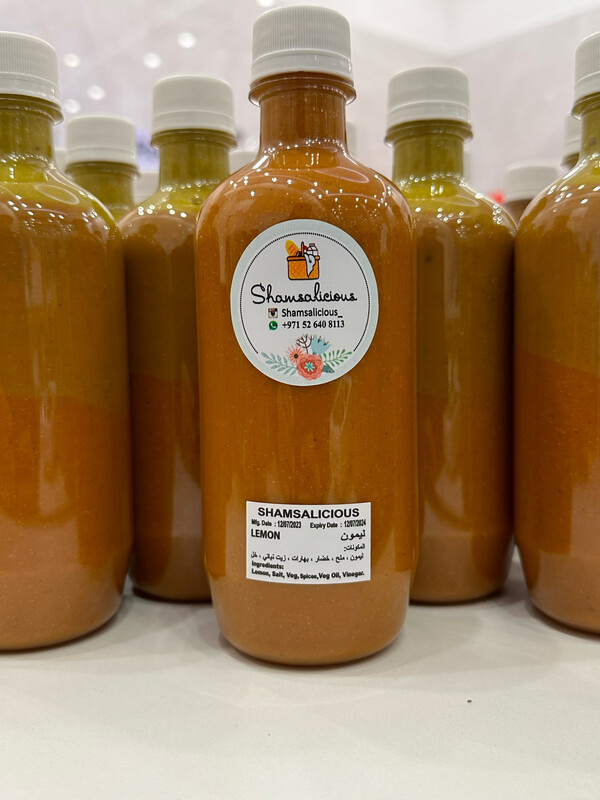 Shamsalicious
Shamsalicious_
+971 52 640 8113
SHAMSALICIOUS
Mfg. Date : 12/07/2023 Expiry Date : 12/07/2024
LEMON ليمون
المكونات:
ليمون ، ملح ، خضار ، بهارات ، زيت نباتي ، خل
Ingredients:
Lemon, Salt, Veg, Spices,Veg Oil, Vinegar.